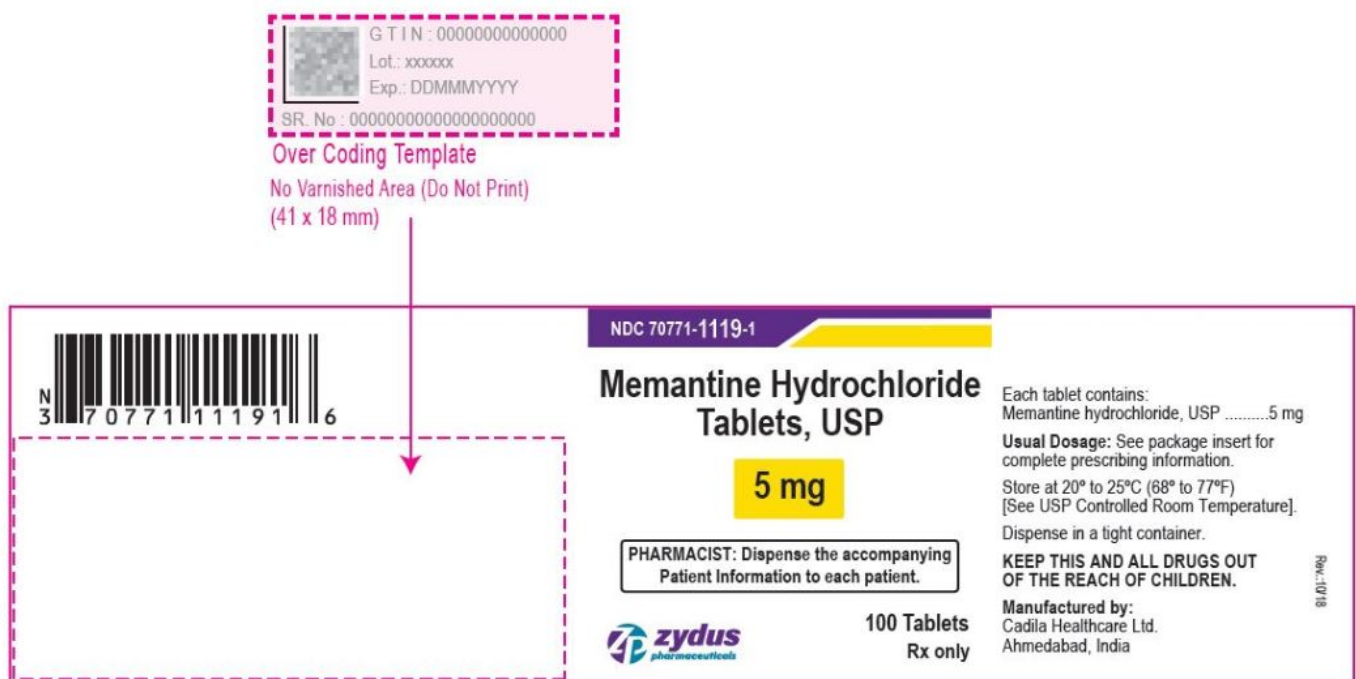 G T I N : 00000000000000
Lot.: xxxxxx
Exp.: DDMMMYYYY
SR. No : 00000000000000000000
Over Coding Template
No Varnished Area (Do Not Print)
(41 x 18 mm)
N
3 70771 11191 6
NDC 70771-1119-1
Memantine Hydrochloride
Tablets, USP
5 mg
PHARMACIST: Dispense the accompanying
Patient Information to each patient.
zydus
pharmaceuticals
100 Tablets
Rx only
Each tablet contains:
Memantine hydrochloride, USP ..........5 mg
Usual Dosage: See package insert for
complete prescribing information.
Store at 20º to 25ºC (68º to 77ºF)
[See USP Controlled Room Temperature].
Dispense in a tight container.
KEEP THIS AND ALL DRUGS OUT
OF THE REACH OF CHILDREN.
Manufactured by:
Cadila Healthcare Ltd.
Ahmedabad, India
Rev.:10/18